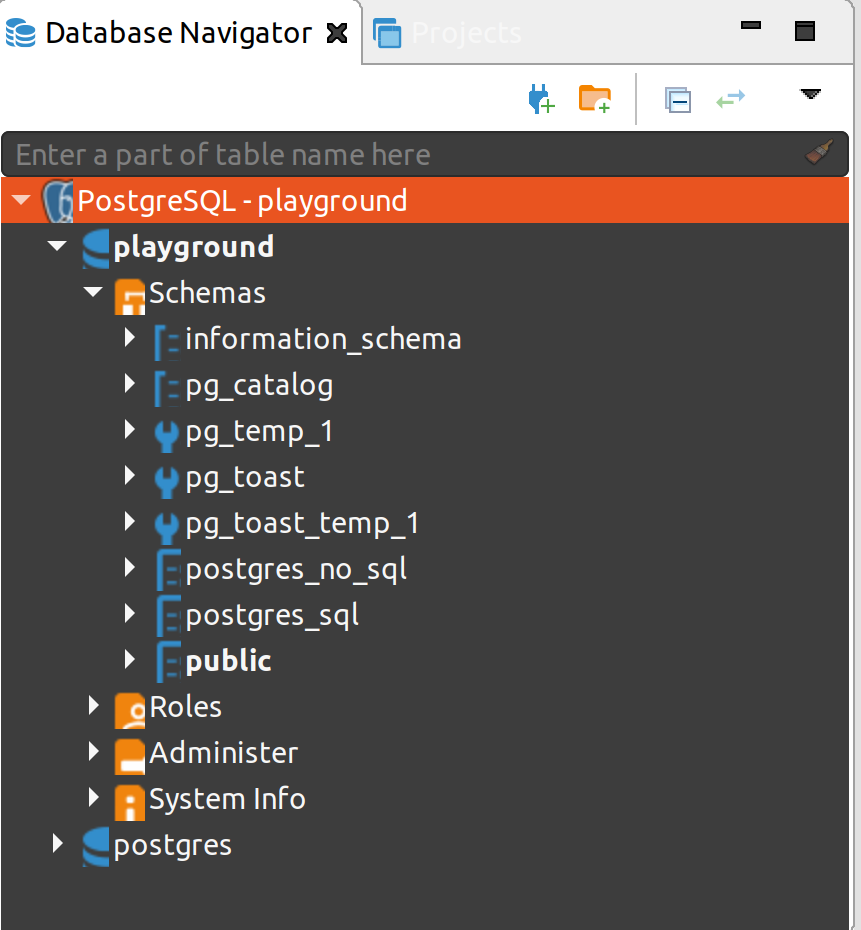 Database Navigator Projects
Enter a part of table name here
PostgreSQL - playground
playground
Schemas
information_schema
pg_catalog
pg_temp_1
pg_toast
pg_toast_temp_1
postgres_no_sql
postgres_sql
public
Roles
Administer
System Info
postgres